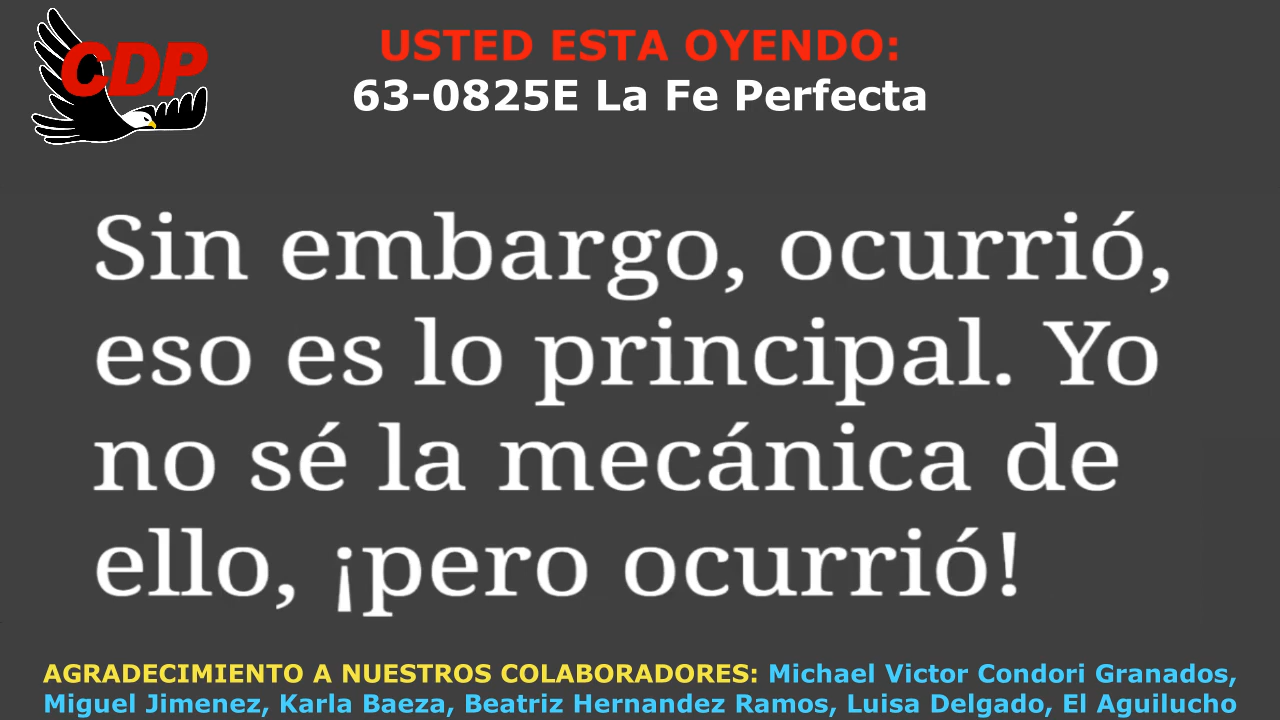 CDP
USTED ESTA OYENDO:
63-0825E La Fe Perfecta
Sin embargo, ocurrió,
eso es lo principal. Yo
no sé la mecánica de
ello, ¡pero ocurrió!
AGRADECIMIENTO A NUESTROS COLABORADORES: Michael Victor Condori Granados,
Miguel Jimenez, Karla Baeza, Beatriz Hernandez Ramos, Luisa Delgado, El Aguilucho